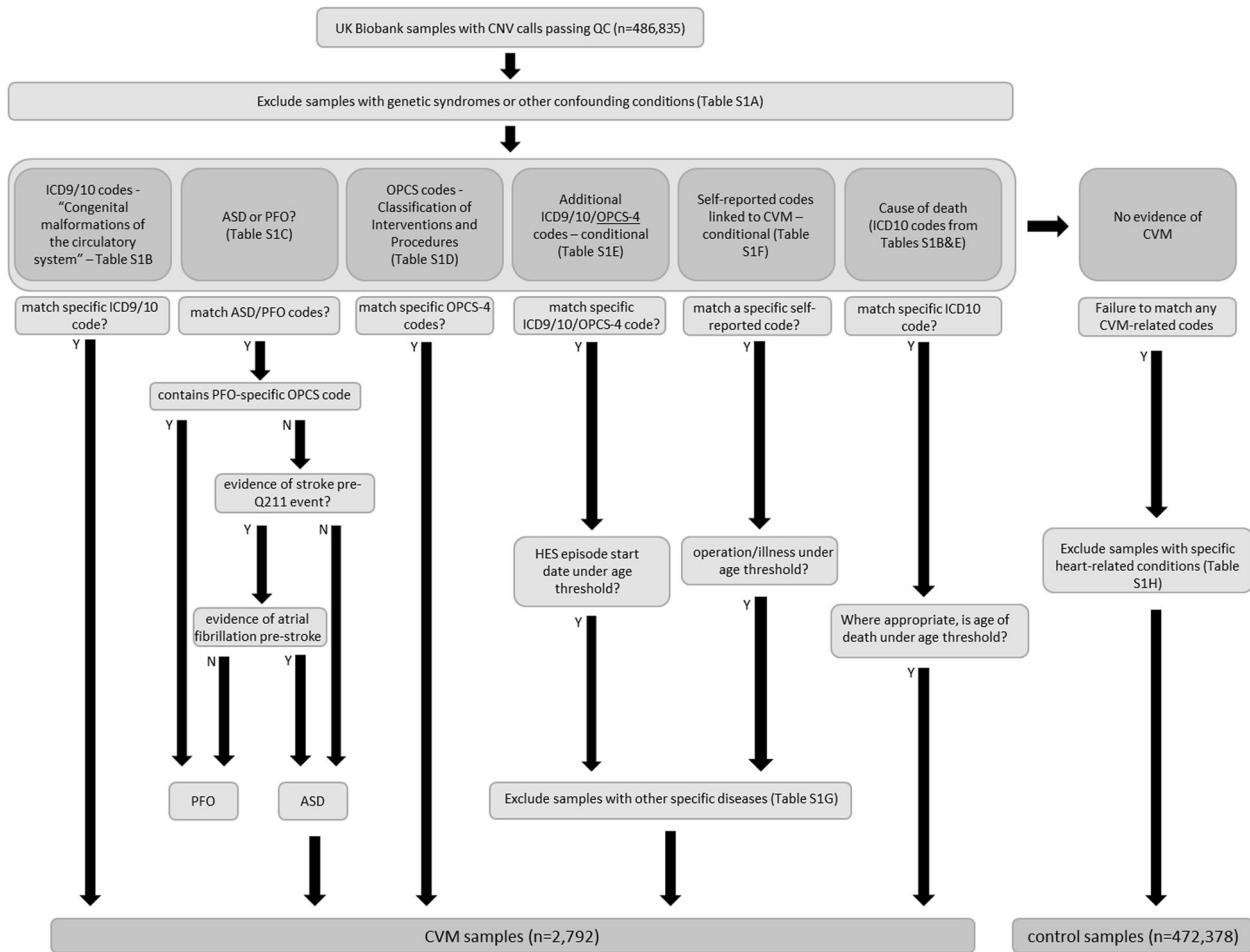 UK Biobank samples with CNV calls passing QC (n=486,835)
Exclude samples with genetic syndromes or other confounding conditions (Table S1A)
ICD9/10 codes -
“Congenital
malformations of
the circulatory
system” – Table S1B
ASD or PFO?
(Table S1C)
OPCS codes -
Classification of
Interventions and
Procedures
(Table S1D)
Additional
ICD9/10/OPCS-4
codes – conditional
(Table S1E)
Self-reported codes
linked to CVM –
conditional (Table
S1F)
Cause of death
(ICD10 codes from
Tables S1B&E)
No evidence of
CVM
match specific ICD9/10
code?
match ASD/PFO codes?
match specific OPCS-4
codes?
match specific
ICD9/10/OPCS-4 code?
match a specific self-
reported code?
match specific ICD10
code?
Failure to match any
CVM-related codes
Y
Y
Y
Y
Y
Y
Y
contains PFO-specific OPCS code
Y
N
evidence of stroke pre-
Q211 event?
Y
N
HES episode start
date under age
threshold?
operation/illness under
age threshold?
Exclude samples with specific
heart-related conditions (Table
S1H)
evidence of atrial
fibrillation pre-stroke
Where appropriate, is age of
death under age threshold?
Y
Y
N
Y
Y
PFO
ASD
Exclude samples with other specific diseases (Table S1G)
CVM samples (n=2,792)
control samples (n=472,378)